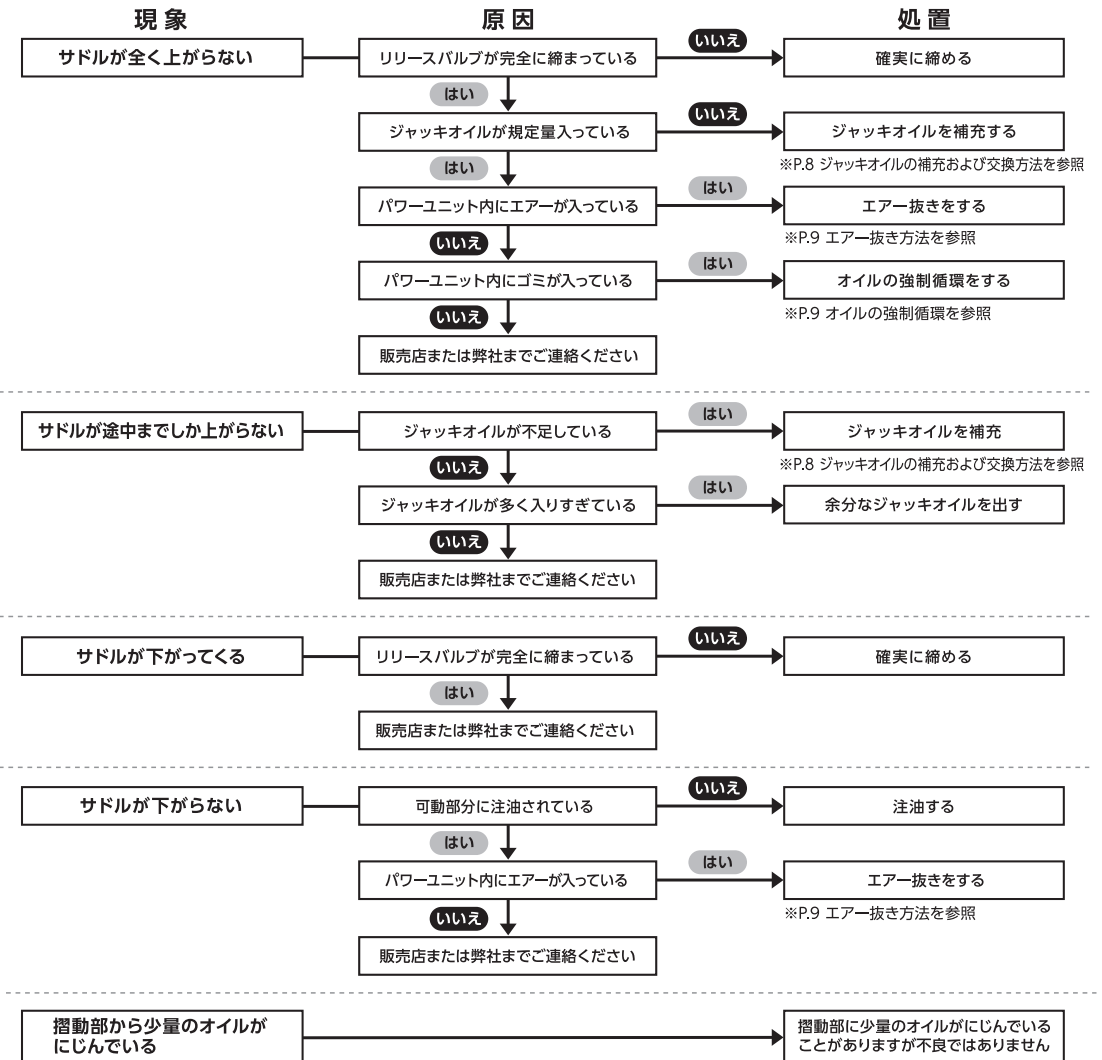 現象 原因 処置
サドルが全く上がらない リリースバルブが完全に締まっている いいえ 確実に締める
はい
ジャッキオイルが規定量入っている いいえ ジャッキオイルを補充する
※P.8 ジャッキオイルの補充および交換方法を参照
はい
パワーユニット内にエアーが入っている はい エアー抜きをする
※P.9 エアー抜き方法を参照
いいえ
パワーユニット内にゴミが入っている はい オイルの強制循環をする
※P.9 オイルの強制循環を参照
いいえ
販売店または弊社までご連絡ください
サドルが途中までしか上がらない ジャッキオイルが不足している はい ジャッキオイルを補充
※P.8 ジャッキオイルの補充および交換方法を参照
いいえ
ジャッキオイルが多く入りすぎている はい 余分なジャッキオイルを出す
いいえ
販売店または弊社までご連絡ください
サドルが下がってくる リリースバルブが完全に締まっている いいえ 確実に締める
はい
販売店または弊社までご連絡ください
サドルが下がらない 可動部分に注油されている いいえ 注油する
はい
パワーユニット内にエアーが入っている はい エアー抜きをする
※P.9 エアー抜き方法を参照
いいえ
販売店または弊社までご連絡ください
摺動部から少量のオイルが
にじんでいる
摺動部に少量のオイルがにじんでいる
ことがありますが不良ではありません